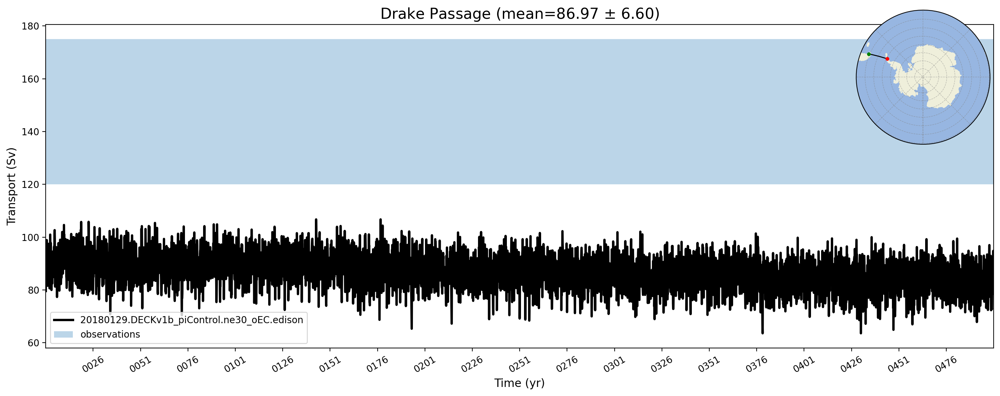 Drake Passage (mean=86.97 ± 6.60)
Transport (Sv)
180
160
140
120
100
80
60
20180129.DECKv1b_piControl.ne30_oEC.edison
observations
0026 0051 0076 0101 0126 0151 0176 0201 0226 0251 0276 0301 0326 0351 0376 0401 0426 0451 0476
Time (yr)